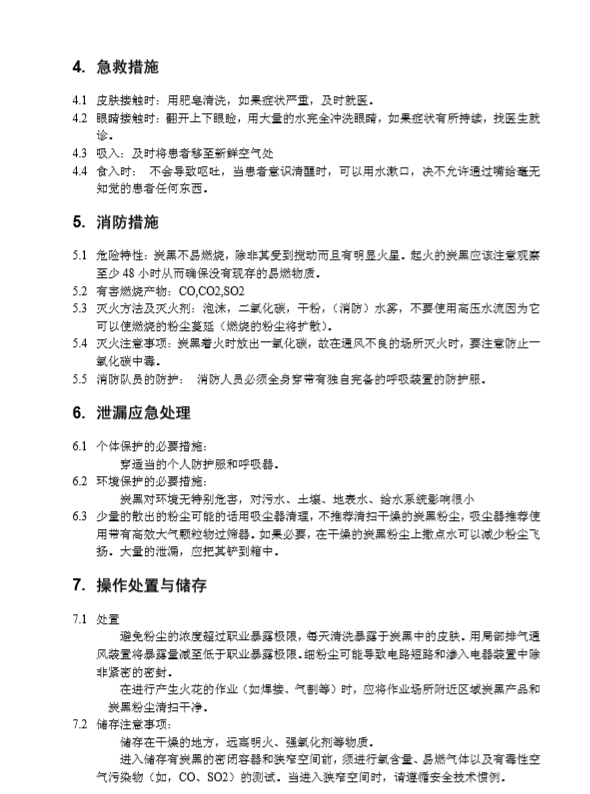 4. 急救措施
4.1 皮肤接触时：用肥皂清洗，如果症状严重，及时就医。
4.2 眼睛接触时：翻开上下眼睑，用大量的水完全冲洗眼睛，如果症状有所持续，找医生就
诊。
4.3 吸入：及时将患者移至新鲜空气处
4.4 食入时： 不会导致呕吐，当患者意识清醒时，可以用水漱口，决不允许通过嘴给毫无
知觉的患者任何东西。
5. 消防措施
5.1 危险特性：炭黑不易燃烧，除非其受到搅动而且有明显火星。起火的炭黑应该注意观察
至少 48 小时从而确保没有现存的易燃物质。
5.2 有害燃烧产物：CO,CO2,SO2
5.3 灭火方法及灭火剂：泡沫，二氧化碳，干粉，（消防）水雾，不要使用高压水流因为它
可以使燃烧的粉尘蔓延（燃烧的粉尘将扩散）。
5.4 灭火注意事项：炭黑着火时放出一氧化碳，故在通风不良的场所灭火时，要注意防止一
氧化碳中毒。
5.5 消防队员的防护： 消防人员必须全身穿带有独自完备的呼吸装置的防护服。
6. 泄漏应急处理
6.1 个体保护的必要措施：
穿适当的个人防护服和呼吸器。
6.2 环境保护的必要措施：
炭黑对环境无特别危害，对污水、土壤、地表水、给水系统影响很小
6.3 少量的散出的粉尘可能的话用吸尘器清理，不推荐清扫干燥的炭黑粉尘，吸尘器推荐使
用带有高效大气颗粒物过筛器。如果必要，在干燥的炭黑粉尘上撒点水可以减少粉尘飞
扬。大量的泄漏，应把其铲到箱中。
7. 操作处置与储存
7.1 处置
避免粉尘的浓度超过职业暴露极限，每天清洗暴露于炭黑中的皮肤。用局部排气通
风装置将暴露量减至低于职业暴露极限。细粉尘可能导致电路短路和渗入电器装置中除
非紧密的密封。
在进行产生火花的作业（如焊接、气割等）时，应将作业场所附近区域炭黑产品和
炭黑粉尘清扫干净。
7.2 储存注意事项：
储存在干燥的地方，远离明火、强氧化剂等物质。
进入储存有炭黑的密闭容器和狭窄空间前，须进行氧含量、易燃气体以及有毒性空
气污染物（如，CO、SO2）的测试。当进入狭窄空间时，请遵循安全技术惯例。